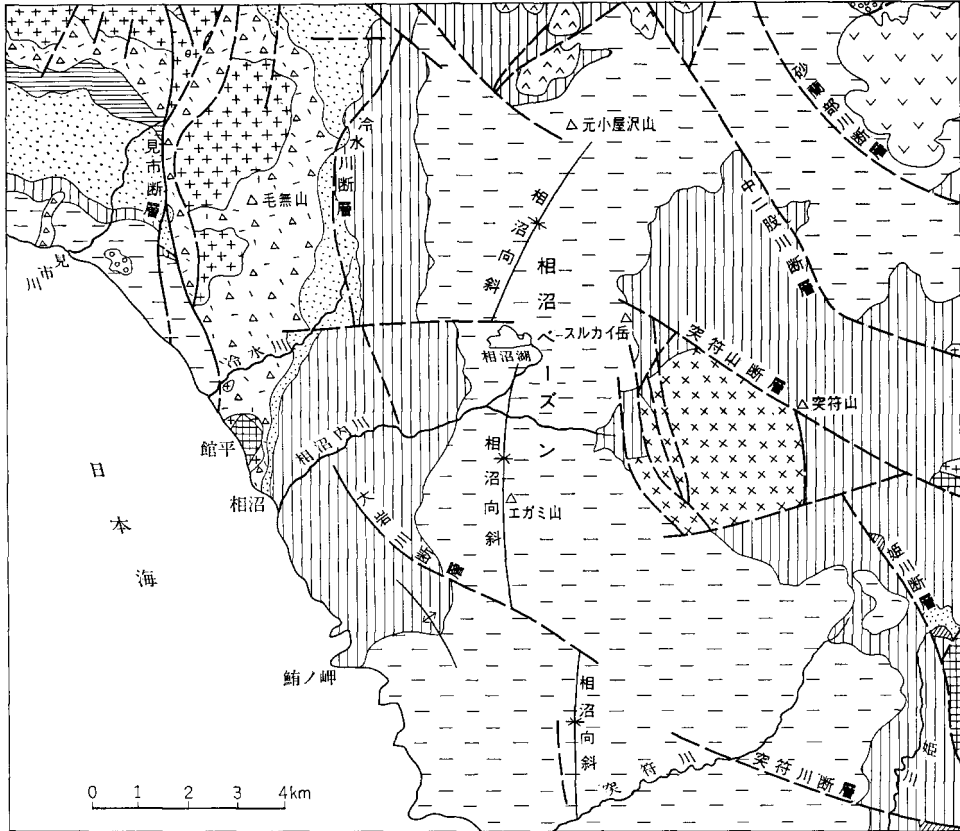 砂蘭部川断層
冷水川断層
元小屋沢山
見市断層
毛無山
相沼向斜
中二股川断層
見市川
相沼ベーズン
スルカイ岳
相沼湖
冷水川
突符山断層
突符山
館平
相沼内川
相沼
相沼向斜
エガミ山
大岩川断層
姫川断層
日本海
鮪ノ岬
相沼向斜
突符川
突符川断層
姫川
0 1 2 3 4km